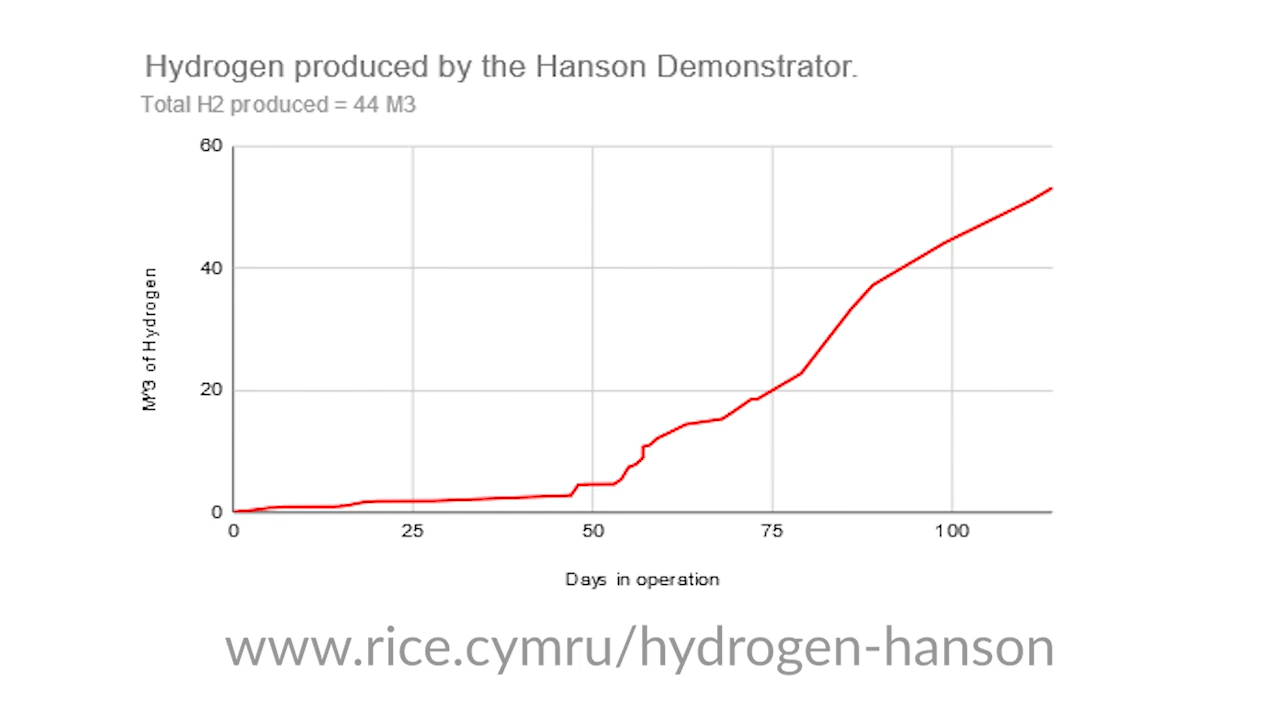 Hydrogen produced by the Hanson Demonstrator.
Total H2 produced = 44 M3
60
40
20
0
M^3 of Hydrogen
0 25 50 75 100
Days in operation
www.rice.cymru/hydrogen-hanson